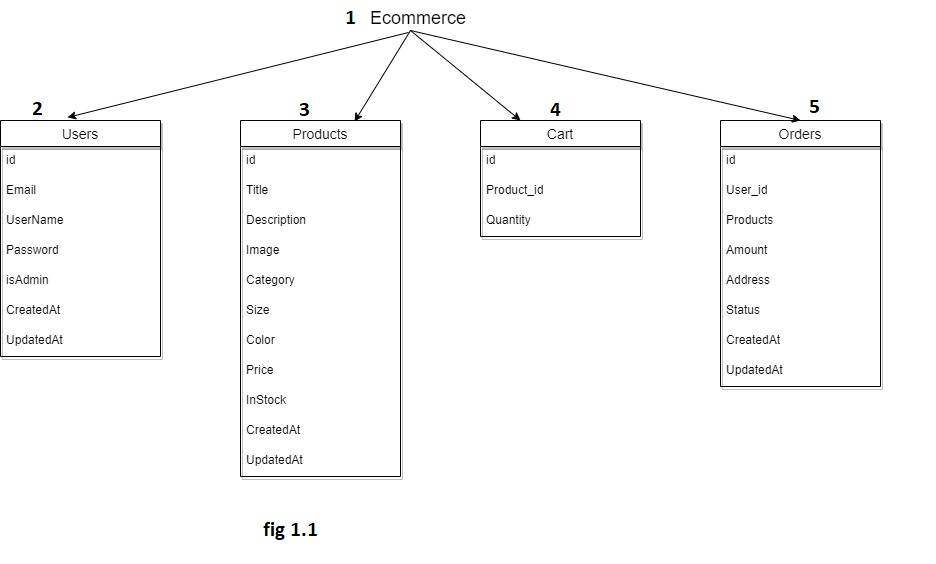 1 Ecommerce
2
Users
id
Email
UserName
Password
isAdmin
CreatedAt
UpdatedAt
3
Products
id
Title
Description
Image
Category
Size
Color
Price
InStock
CreatedAt
UpdatedAt
4
Cart
id
Product_id
Quantity
5
Orders
id
User_id
Products
Amount
Address
Status
CreatedAt
UpdatedAt
fig 1.1